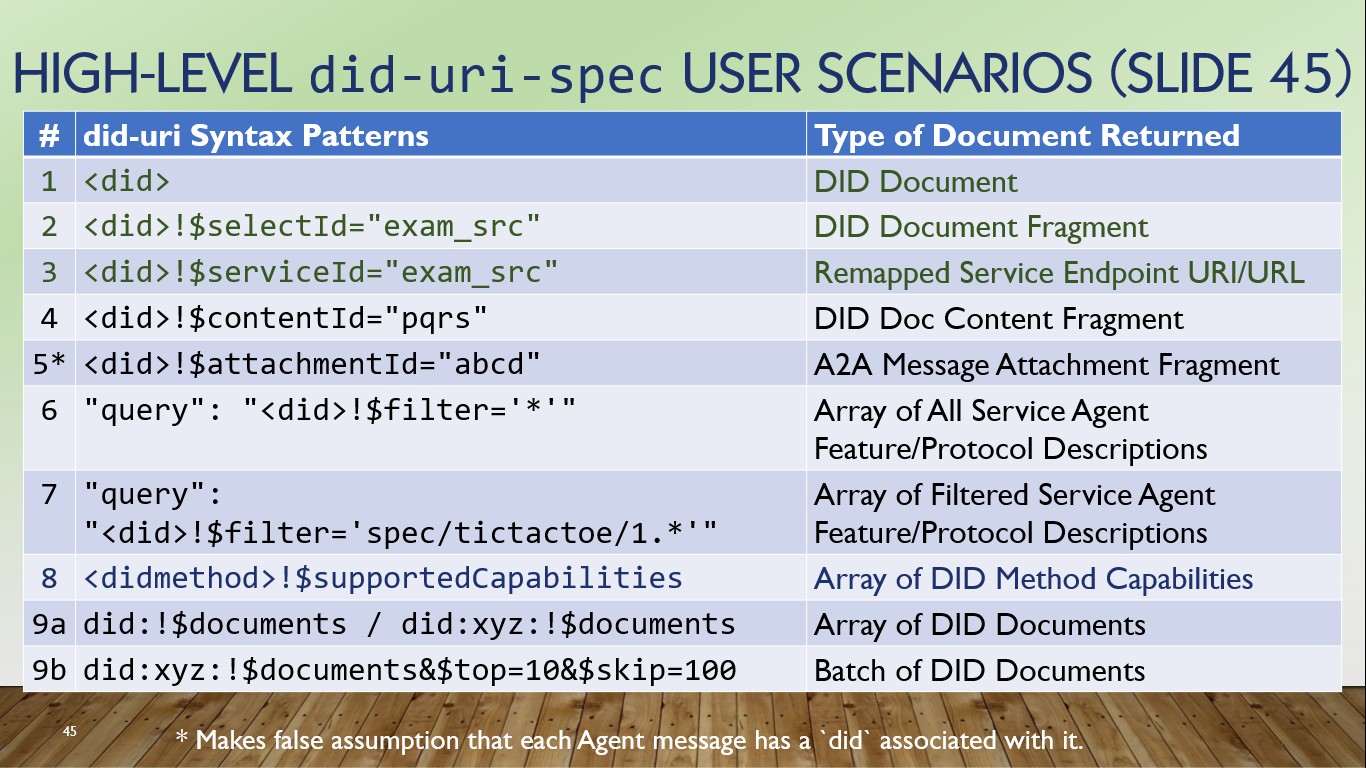 HIGH-LEVEL did-uri-spec USER SCENARIOS (SLIDE 45)
# did-uri Syntax Patterns Type of Document Returned
1 <did> DID Document
2 <did>!$selectId="exam_src" DID Document Fragment
3 <did>!$serviceId="exam_src" Remapped Service Endpoint URI/URL
4 <did>!$contentId="pqrs" DID Doc Content Fragment
5* <did>!$attachmentId="abcd" A2A Message Attachment Fragment
6 "query": "<did>!$filter='*'" Array of All Service Agent
Feature/Protocol Descriptions
7 "query": Array of Filtered Service Agent
"<did>!$filter='spec/tictactoe/1.*'" Feature/Protocol Descriptions
8 <didmethod>!$supportedCapabilities Array of DID Method Capabilities
9a did:!$documents / did:xyz:!$documents Array of DID Documents
9b did:xyz:!$documents&$top=10&$skip=100 Batch of DID Documents
45 * Makes false assumption that each Agent message has a `did` associated with it.